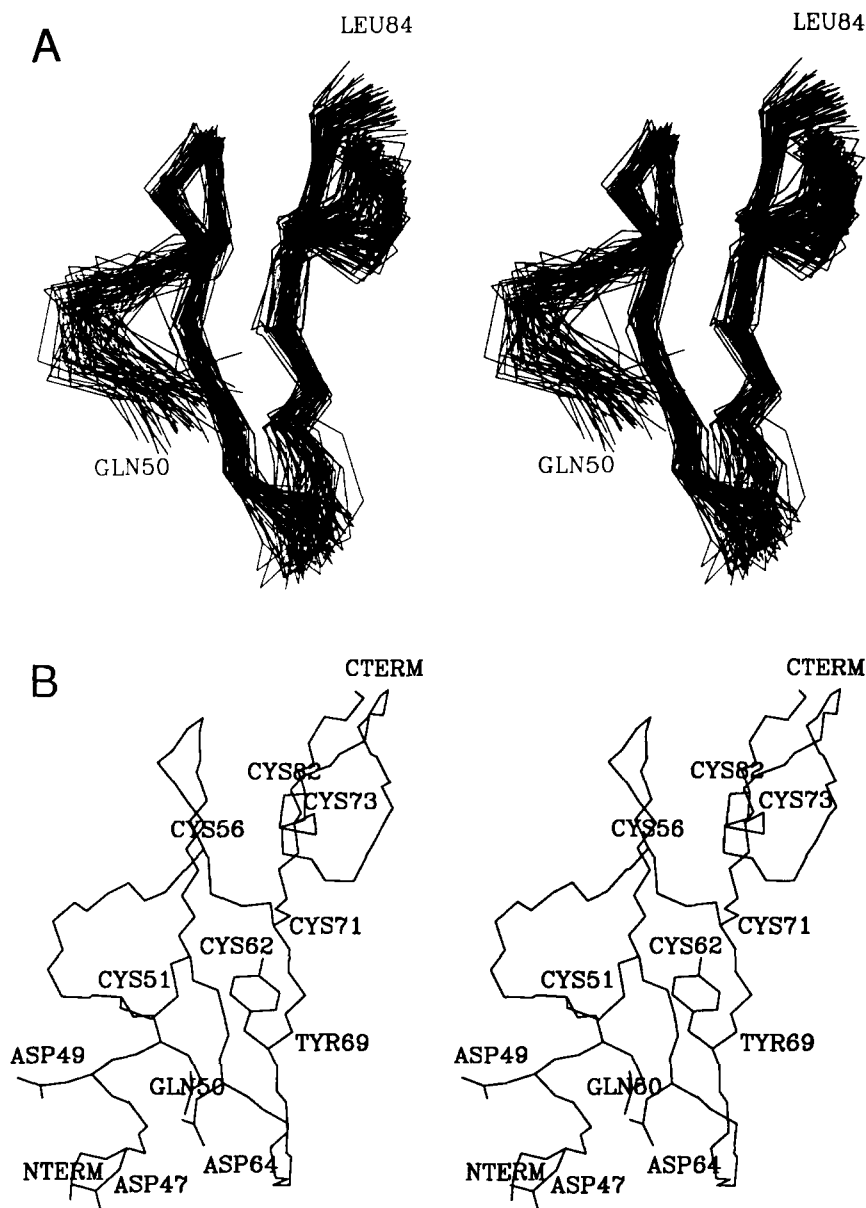 A
LEU84
LEU84
GLN50
GLN50
B
CTERM
CTERM
CYS82
CYS82
CYS73
CYS73
CYS56
CYS56
CYS71
CYS71
CYS62
CYS62
CYS51
CYS51
TYR69
TYR69
ASP49
ASP49
GLN50
GLN50
ASP64
ASP64
NTERM
NTERM
ASP47
ASP47